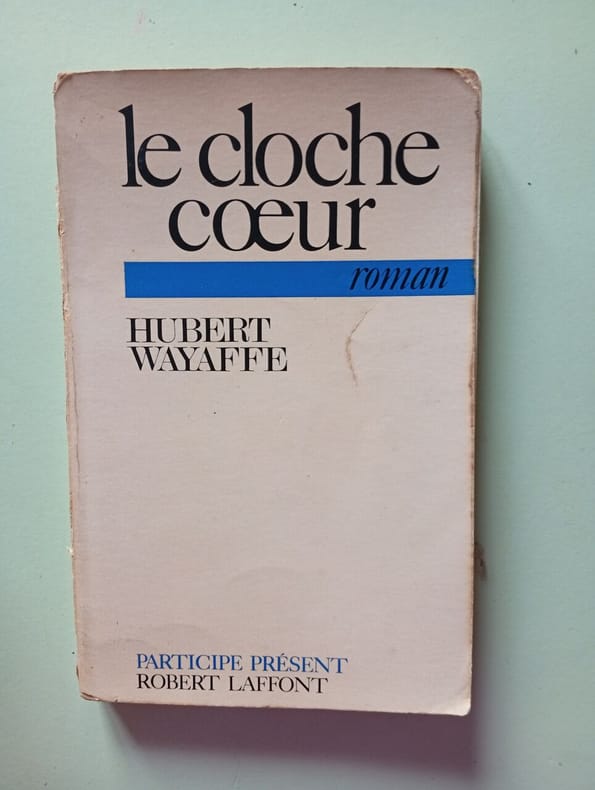 le cloche
cœur
roman
HUBERT
WAYAFFE
PARTICIPE PRÉSENT
ROBERT LAFFONT